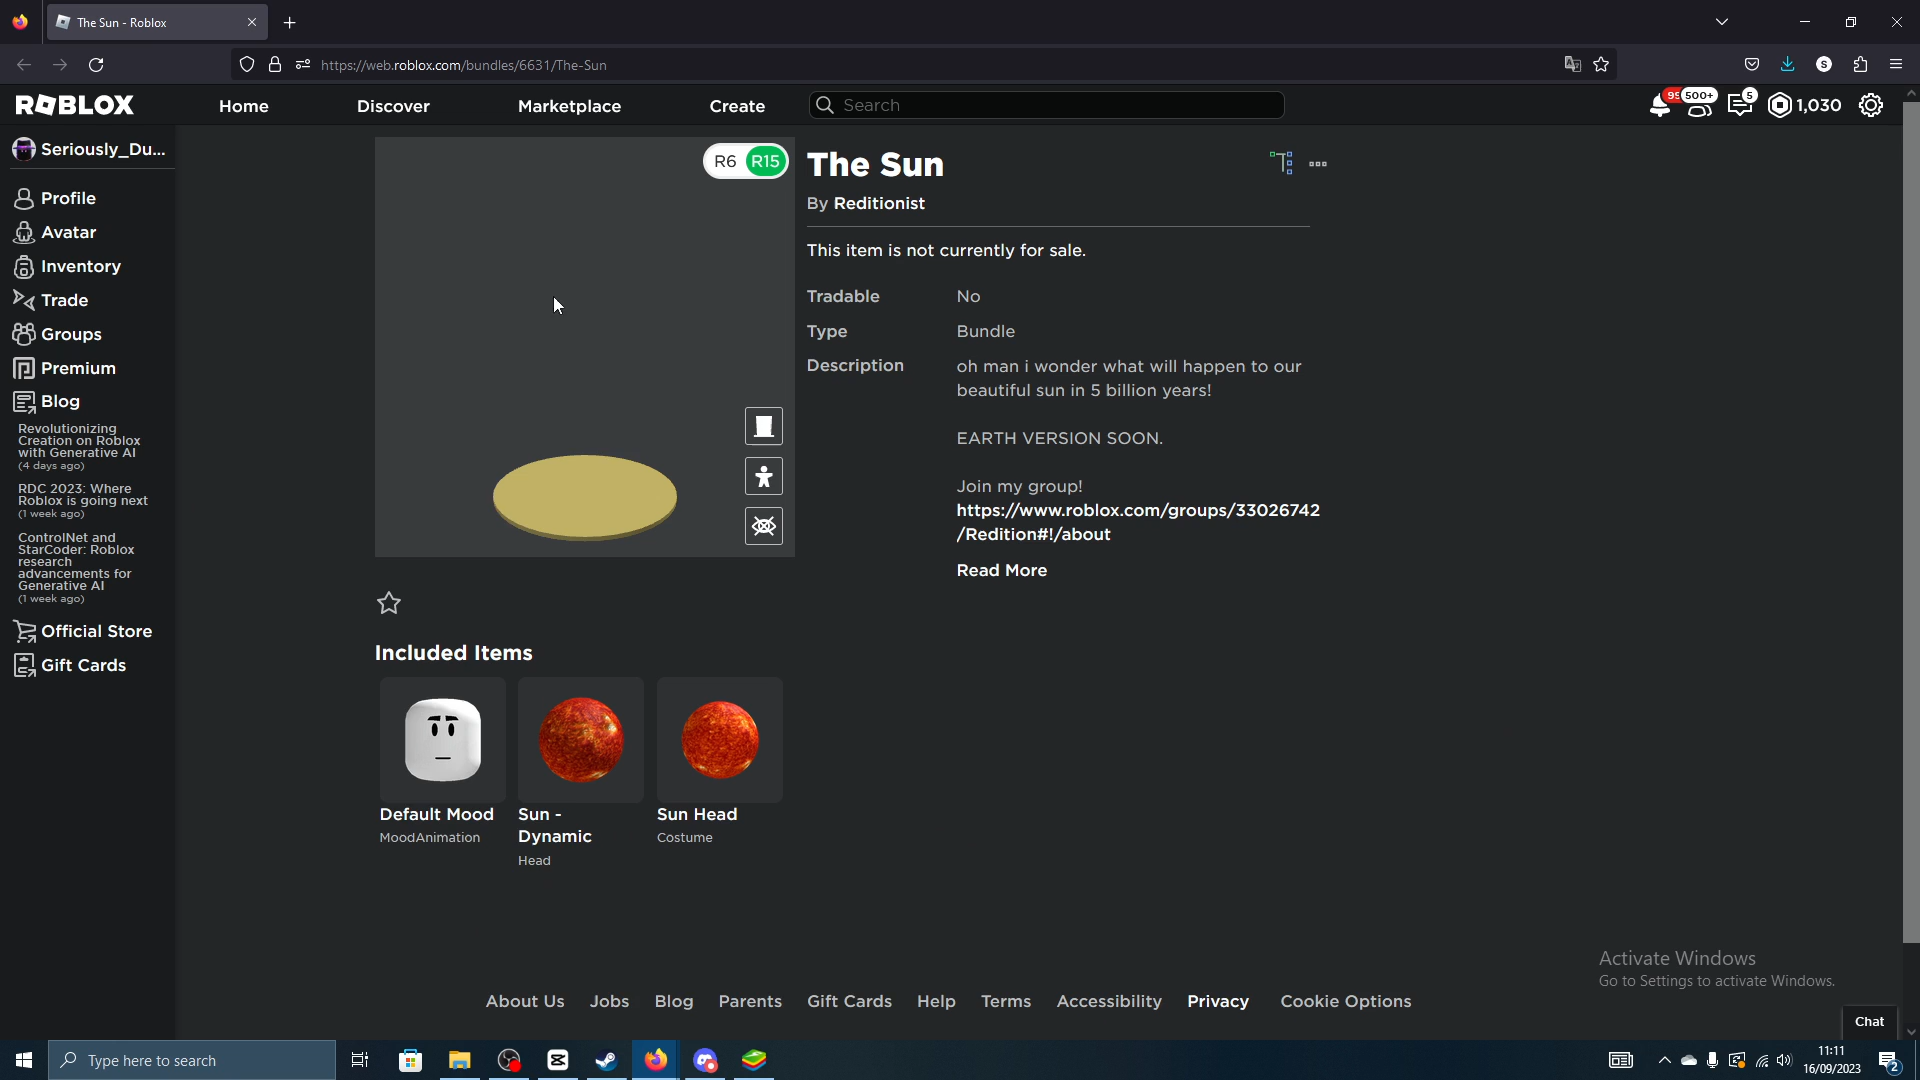 The Sun - Roblox
https://web.roblox.com/bundles/6631/The-Sun
ROBLOX
Home
Discover
Marketplace
Create
Search
500+
5
1,030
Seriously_Du...
Profile
Avatar
Inventory
Trade
Groups
Premium
Blog
Revolutionizing
Creation on Roblox
with Generative AI
(4 days ago)
RDC 2023: Where
Roblox is going next
(1 week ago)
ControlNet and
StarCoder: Roblox
research
advancements for
Generative AI
(1 week ago)
Official Store
Gift Cards
R6 R15
The Sun
By Reditionist
This item is not currently for sale.
Tradable No
Type Bundle
Description oh man i wonder what will happen to our
beautiful sun in 5 billion years!
EARTH VERSION SOON.
Join my group!
https://www.roblox.com/groups/33026742
/Redition#!/about
Read More
Included Items
Default Mood
MoodAnimation
Sun -
Dynamic
Head
Sun Head
Costume
Activate Windows
Go to Settings to activate Windows.
About Us
Jobs
Blog
Parents
Gift Cards
Help
Terms
Accessibility
Privacy
Cookie Options
Chat
Type here to search
11:11
16/09/2023
2